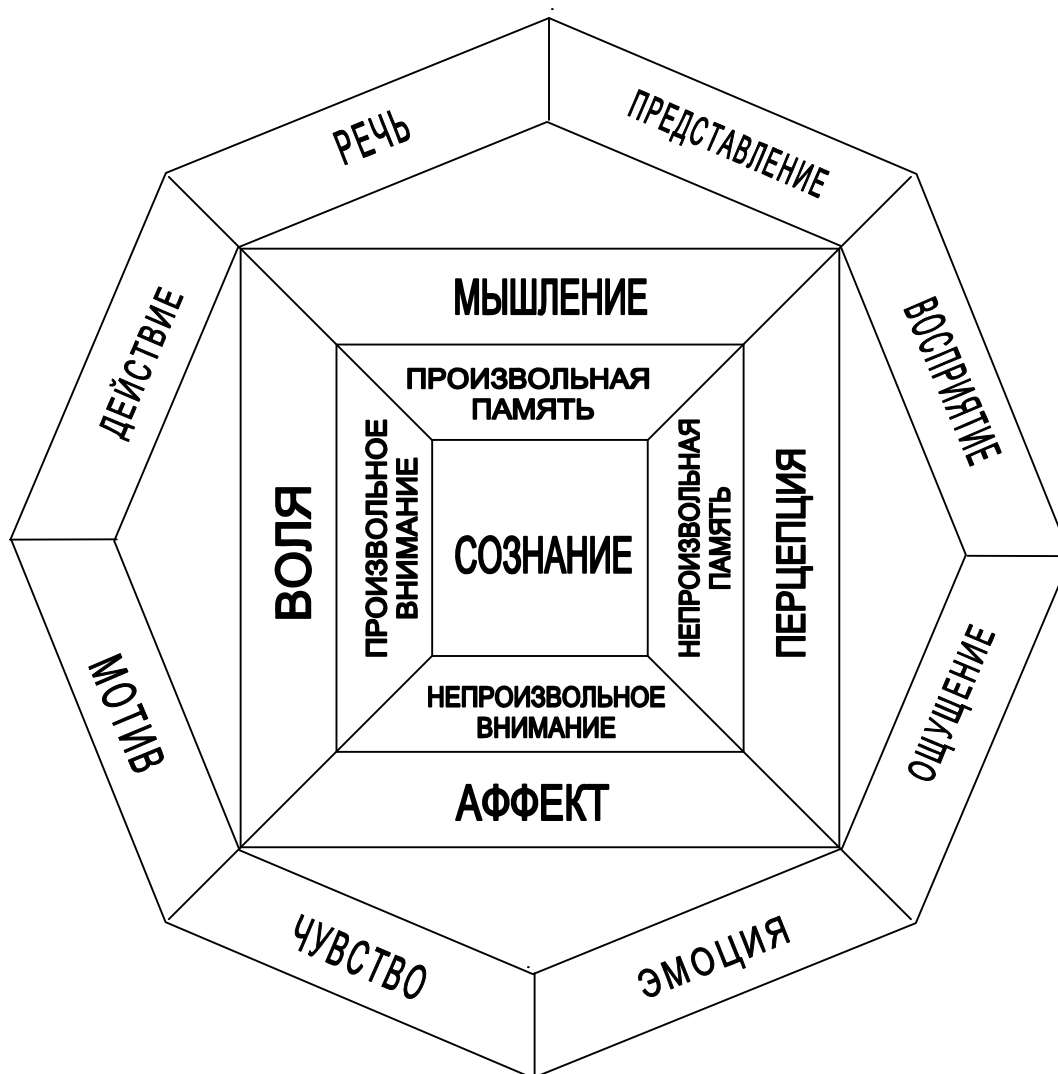 РЕЧЬ
ПРЕДСТАВЛЕНИЕ
ДЕЙСТВИЕ
МЫШЛЕНИЕ
ВОСПРИЯТИЕ
ПРОИЗВОЛЬНАЯ
ПАМЯТЬ
ВОЛЯ
ПРОИЗВОЛЬНОЕ
ВНИМАНИЕ
СОЗНАНИЕ
НЕПРОИЗВОЛЬНАЯ
ПАМЯТЬ
ПЕРЦЕПЦИЯ
МОТИВ
НЕПРОИЗВОЛЬНОЕ
ВНИМАНИЕ
ОЩУЩЕНИЕ
АФФЕКТ
ЧУВСТВО
ЭМОЦИЯ